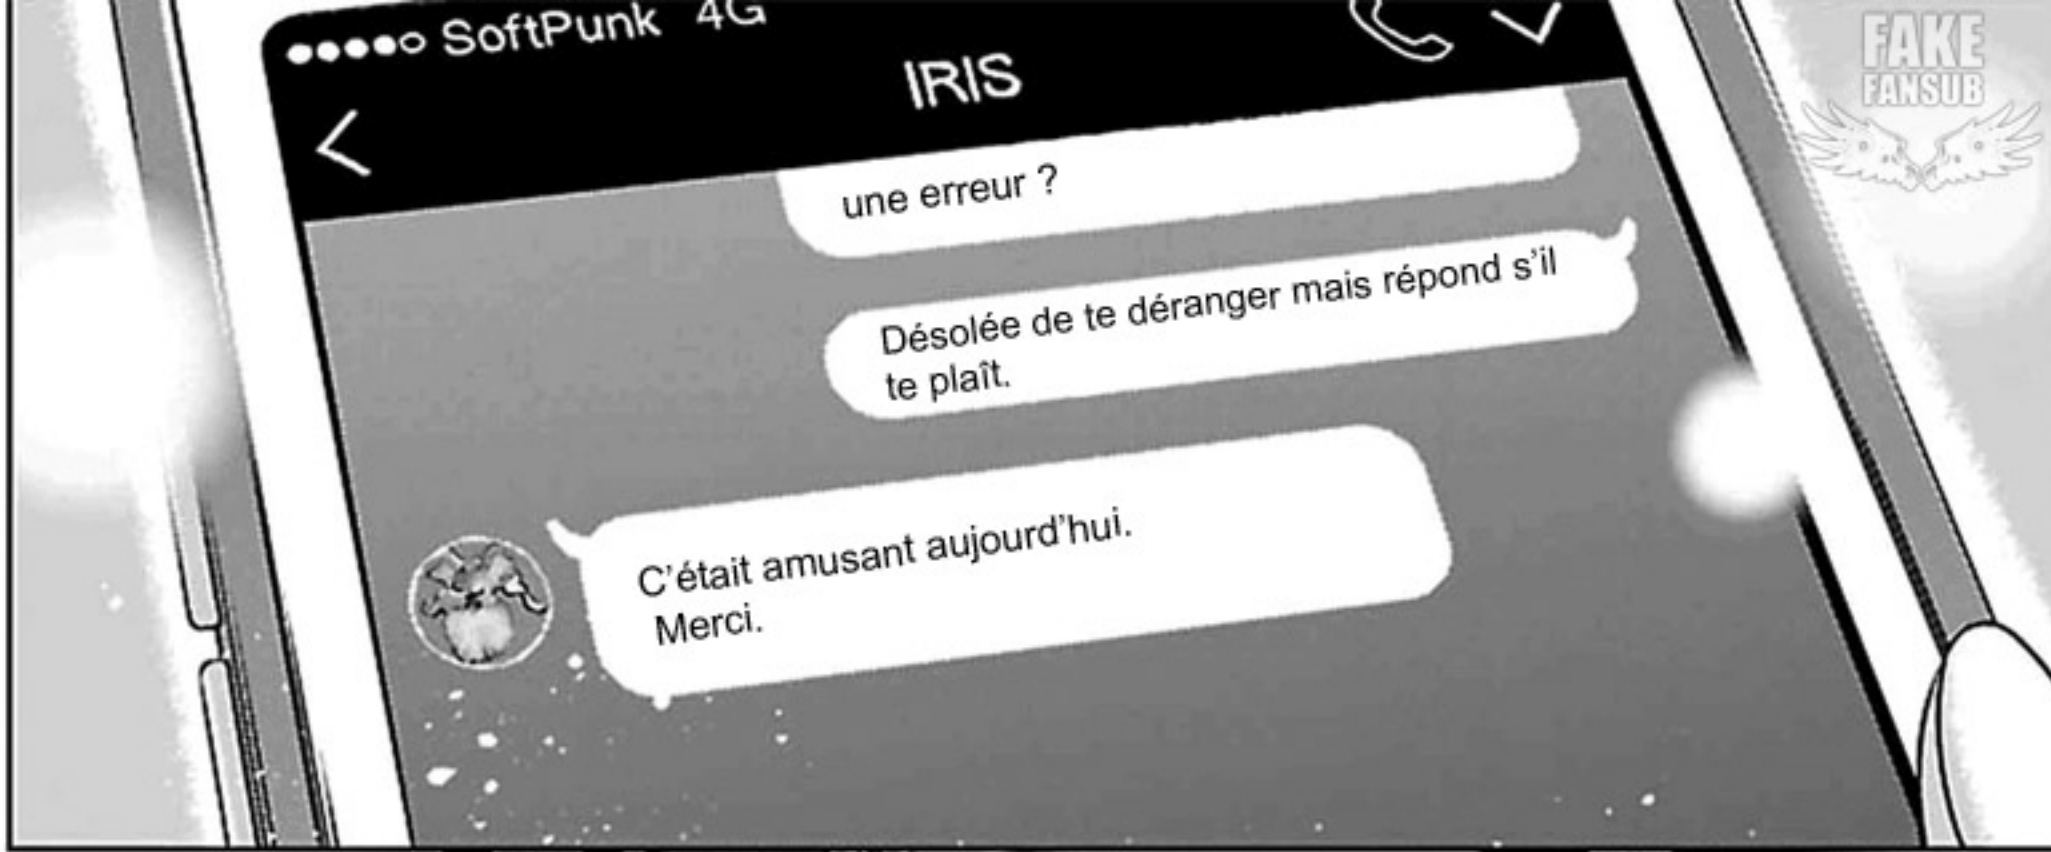 SoftPunk 4G
IRIS
FAKE
FANSUB
une erreur ?
Désolée de te déranger mais répond s'il
te plaît.
C'était amusant aujourd'hui.
Merci.